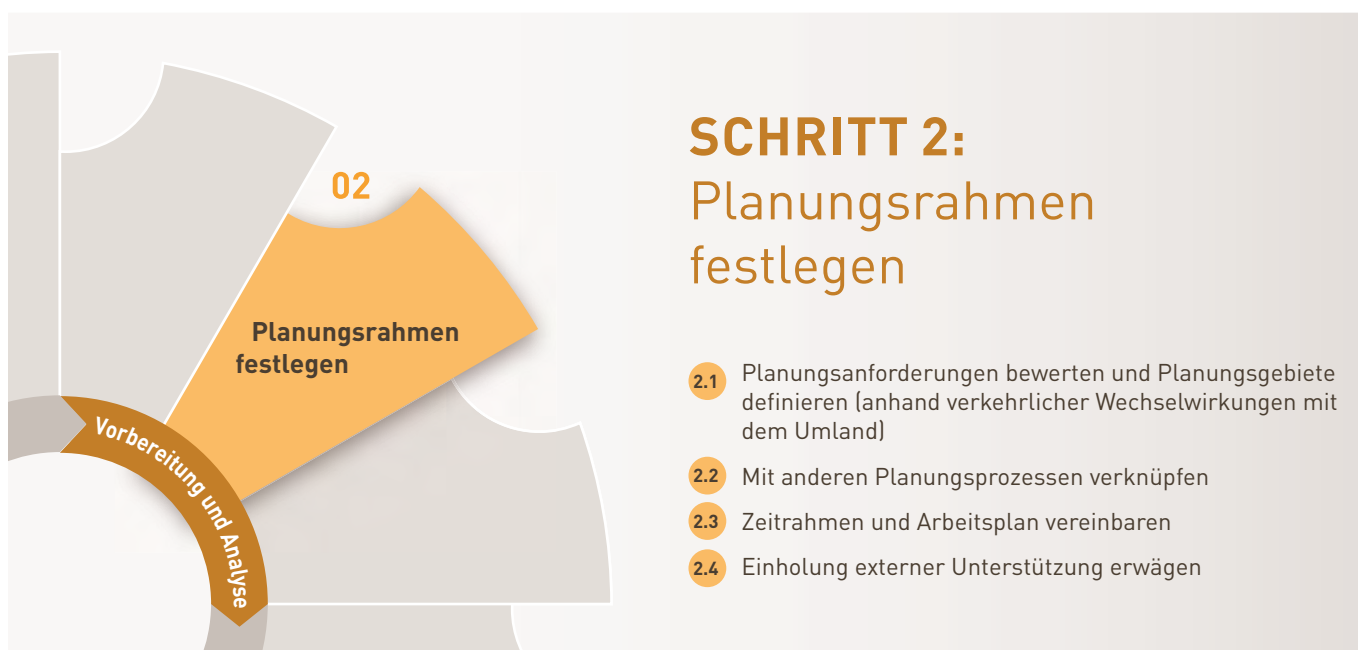 02
Planungsrahmen
festlegen
Vorbereitung und Analyse
SCHRITT 2:
Planungsrahmen
festlegen
2.1 Planungsanforderungen bewerten und Planungsgebiete
definieren (anhand verkehrlicher Wechselwirkungen mit
dem Umland)
2.2 Mit anderen Planungsprozessen verknüpfen
2.3 Zeitrahmen und Arbeitsplan vereinbaren
2.4 Einholung externer Unterstützung erwägen